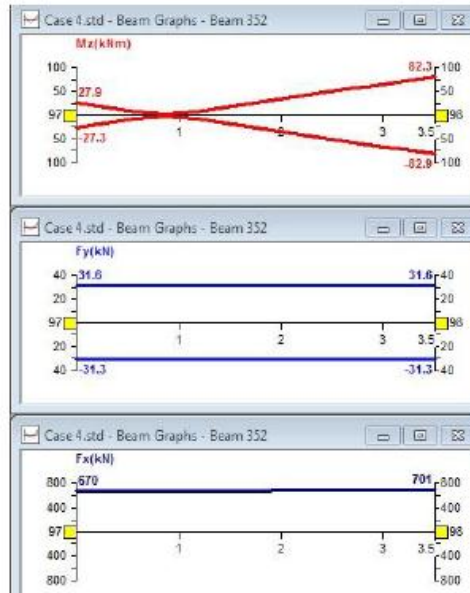 Case 4.std - Beam Graphs - Beam 352
Mz(kNm)
100 27.9 82.3 100
50 50
97 1 2 3 3.5 98
50 50
100 -27.3 -82.9 100
Case 4.std - Beam Graphs - Beam 352
Fy(kN)
40 31.6 31.6 40
20 20
97 1 2 3 3.5 98
20 20
40 -31.3 -31.3 40
Case 4.std - Beam Graphs - Beam 352
Fx(kN)
800 670 701 800
400 400
97 1 2 3 3.5 98
400 400
800 800